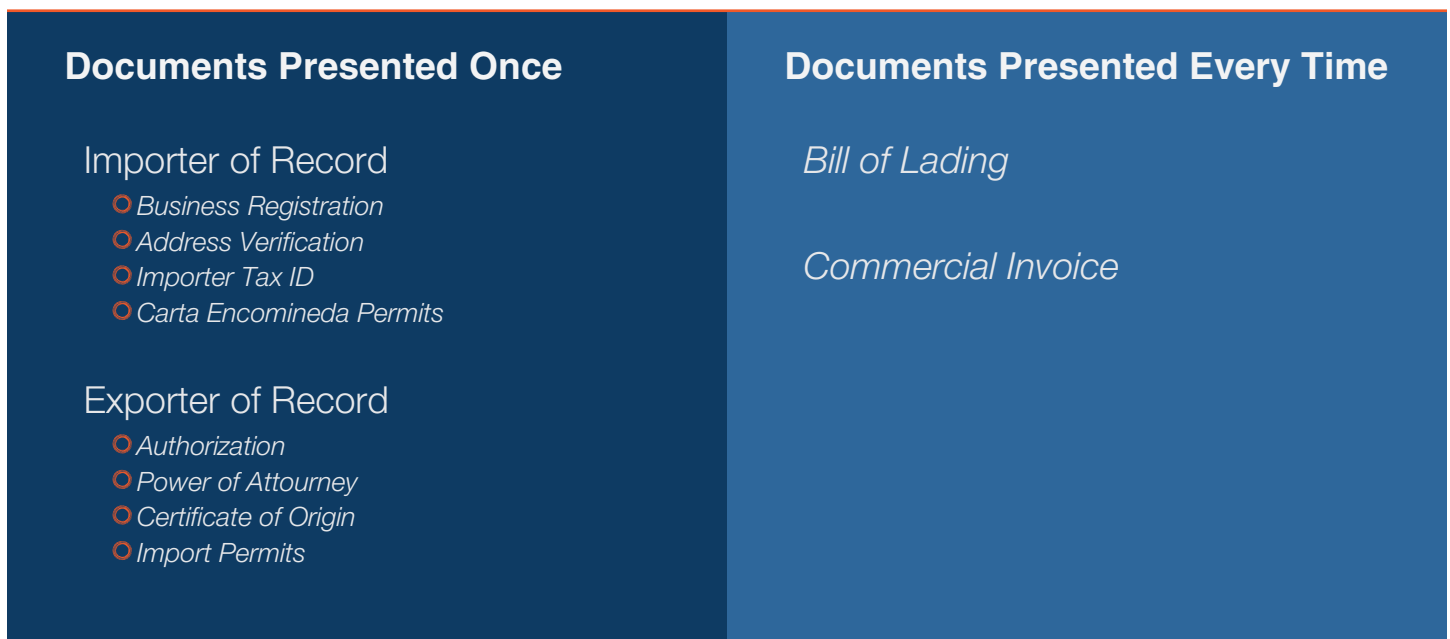 Documents Presented Once
Importer of Record
Business Registration
Address Verification
Importer Tax ID
Carta Encomineda Permits
Exporter of Record
Authorization
Power of Attourney
Certificate of Origin
Import Permits
Documents Presented Every Time
Bill of Lading
Commercial Invoice